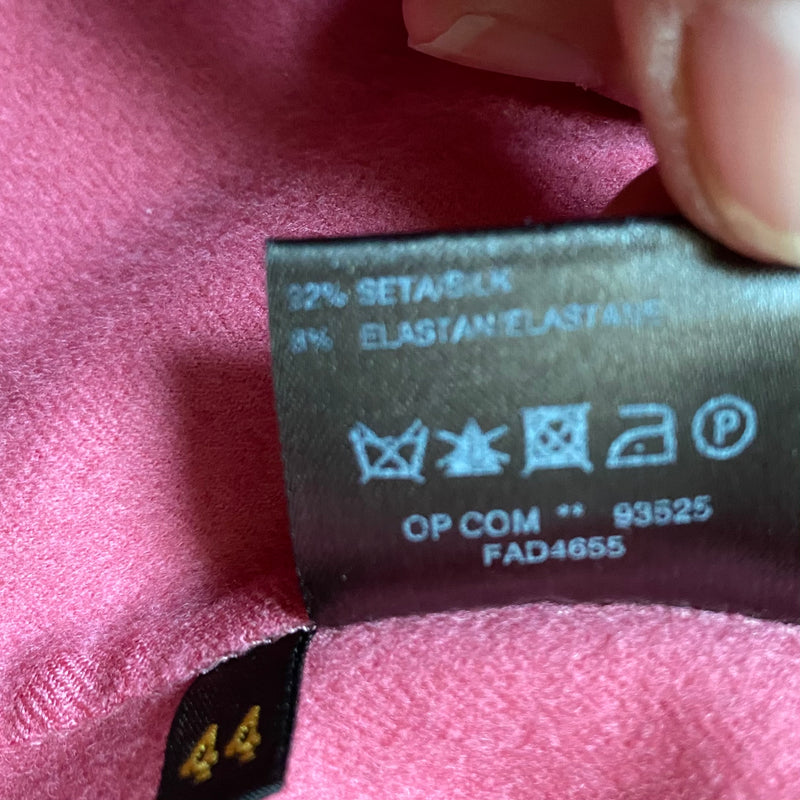 92% SETA/SILK
8% ELASTAN/ELASTANE
P
OP COM ** 93525
FAD4655
44